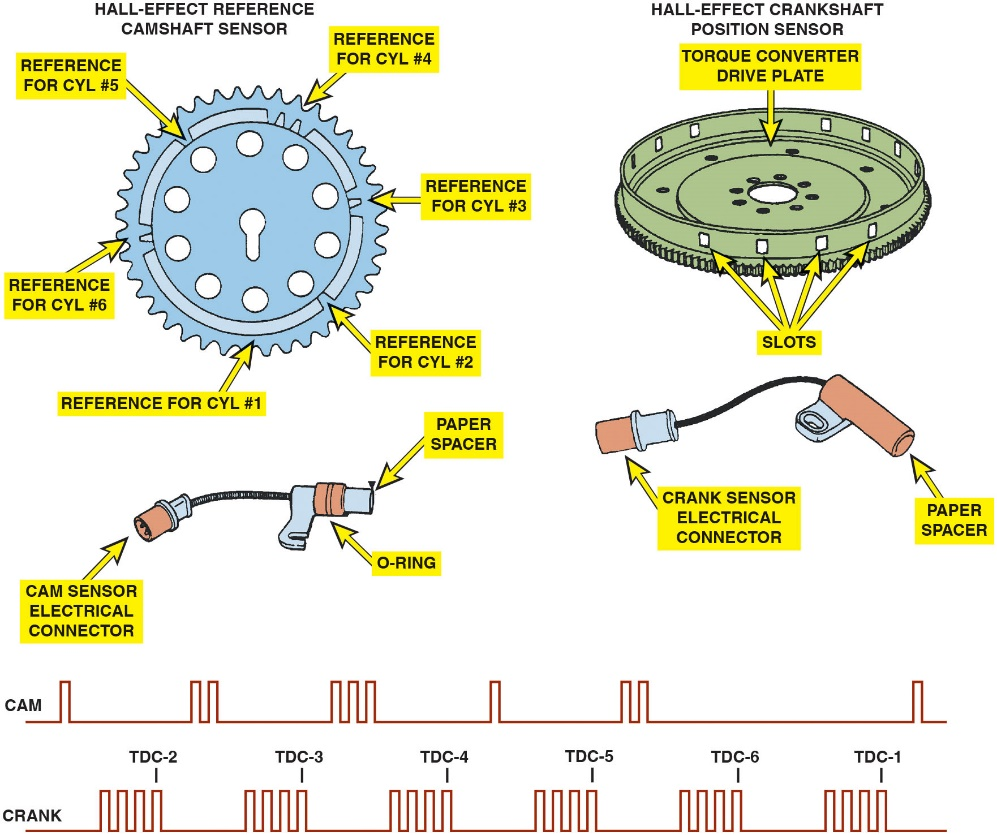 HALL-EFFECT REFERENCE
CAMSHAFT SENSOR
REFERENCE
FOR CYL #4
REFERENCE
FOR CYL #5
REFERENCE
FOR CYL #3
REFERENCE
FOR CYL #6
REFERENCE
FOR CYL #2
REFERENCE FOR CYL #1
HALL-EFFECT CRANKSHAFT
POSITION SENSOR
TORQUE CONVERTER
DRIVE PLATE
SLOTS
PAPER
SPACER
O-RING
CAM SENSOR
ELECTRICAL
CONNECTOR
CRANK SENSOR
ELECTRICAL
CONNECTOR
PAPER
SPACER
CAM
TDC-2 TDC-3 TDC-4 TDC-5 TDC-6 TDC-1
CRANK